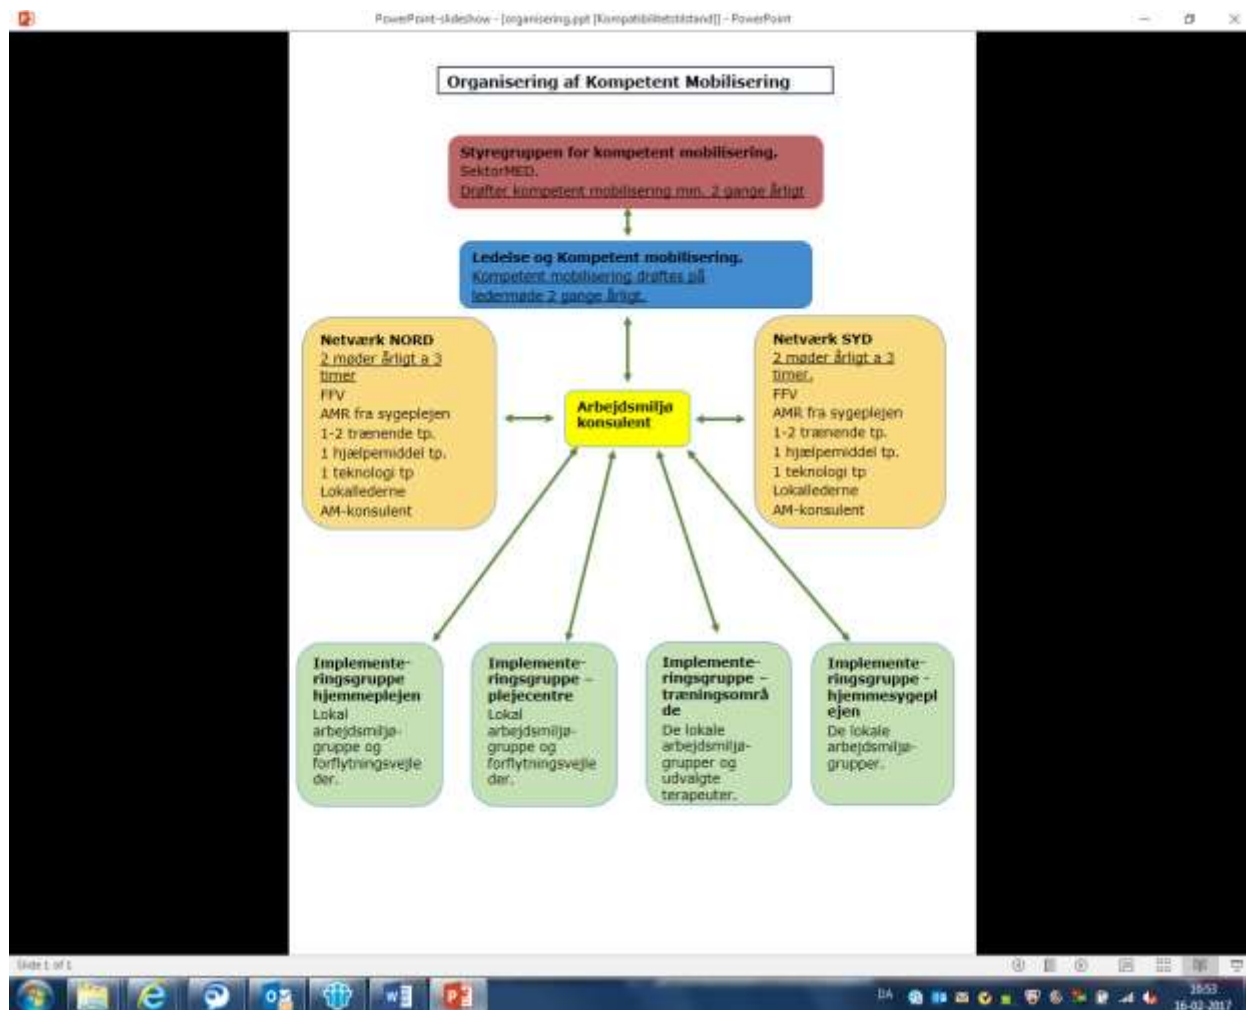 PowerPoint-slideshow - [organisering.ppt [Kompatibilitetstilstand]] - PowerPoint
Organisering af Kompetent Mobilisering
Styregruppen for kompetent mobilisering.
SektorMED.
Drøfter kompetent mobilisering min. 2 gange årligt
Ledelse og Kompetent mobilisering.
Kompetent mobilisering drøftes på
ledermøde 2 gange årligt.
Netværk NORD
2 møder årligt a 3
timer
FFV
AMR fra sygeplejen
1-2 trænende tp.
1 hjælpemiddel tp.
1 teknologi tp
Lokallederne
AM-konsulent
Arbejdsmiljø
konsulent
Netværk SYD
2 møder årligt a 3
timer.
FFV
AMR fra sygeplejen
1-2 trænende tp.
1 hjælpemiddel tp.
1 teknologi tp.
Lokallederne
AM-konsulent
Implemente-
ringsgruppe
hjemmeplejen
Lokal
arbejdsmiljø-
gruppe og
forflytningsvejle
der.
Implemente-
ringsgruppe –
plejecentre
Lokal
arbejdsmiljø-
gruppe og
forflytningsvejle
der.
Implemente-
ringsgruppe –
træningsområ
de
De lokale
arbejdsmiljø-
grupper og
udvalgte
terapeuter.
Implemente-
ringsgruppe -
hjemmesygepl
ejen
De lokale
arbejdsmiljø-
grupper.
Slide 1 of 1
DA
16:53
16-02-2017